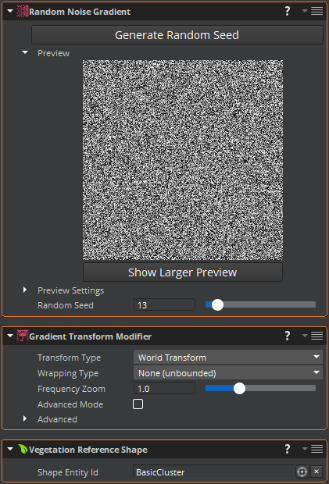 Random Noise Gradient ?
Generate Random Seed
Preview
Show Larger Preview
Preview Settings
Random Seed 13
Gradient Transform Modifier ?
Transform Type World Transform
Wrapping Type None (unbounded)
Frequency Zoom 1.0
Advanced Mode
Advanced
Vegetation Reference Shape ?
Shape Entity Id BasicCluster